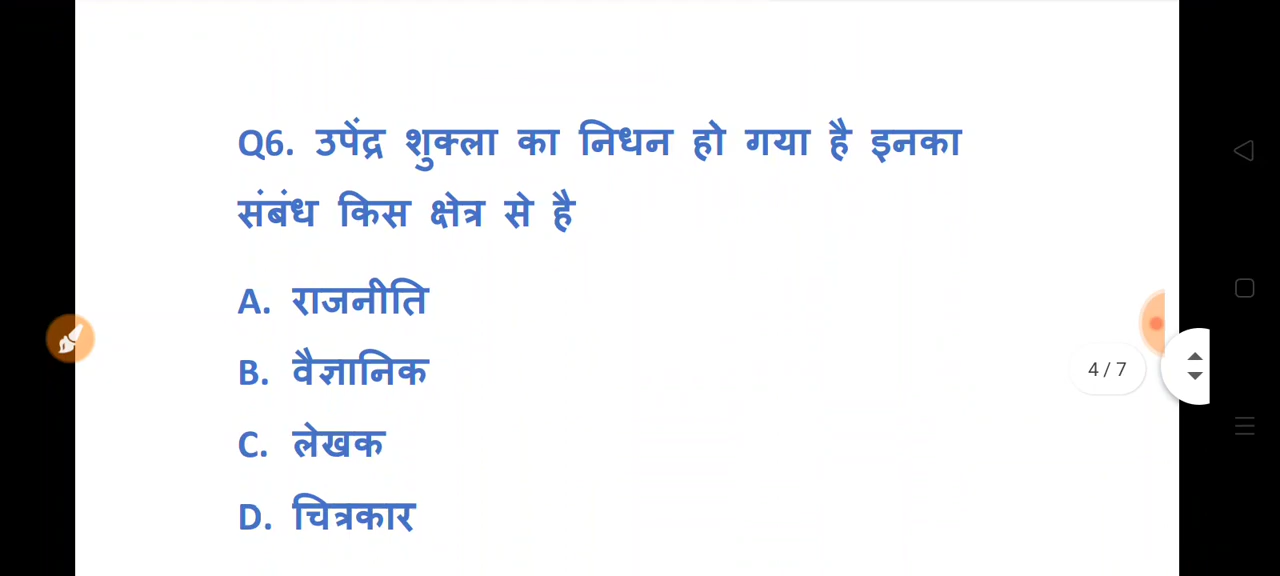 Q6. उपेंद्र शुक्ला का निधन हो गया है इनका
संबंध किस क्षेत्र से है
A. राजनीति
B. वैज्ञानिक
C. लेखक
D. चित्रकार
4 / 7